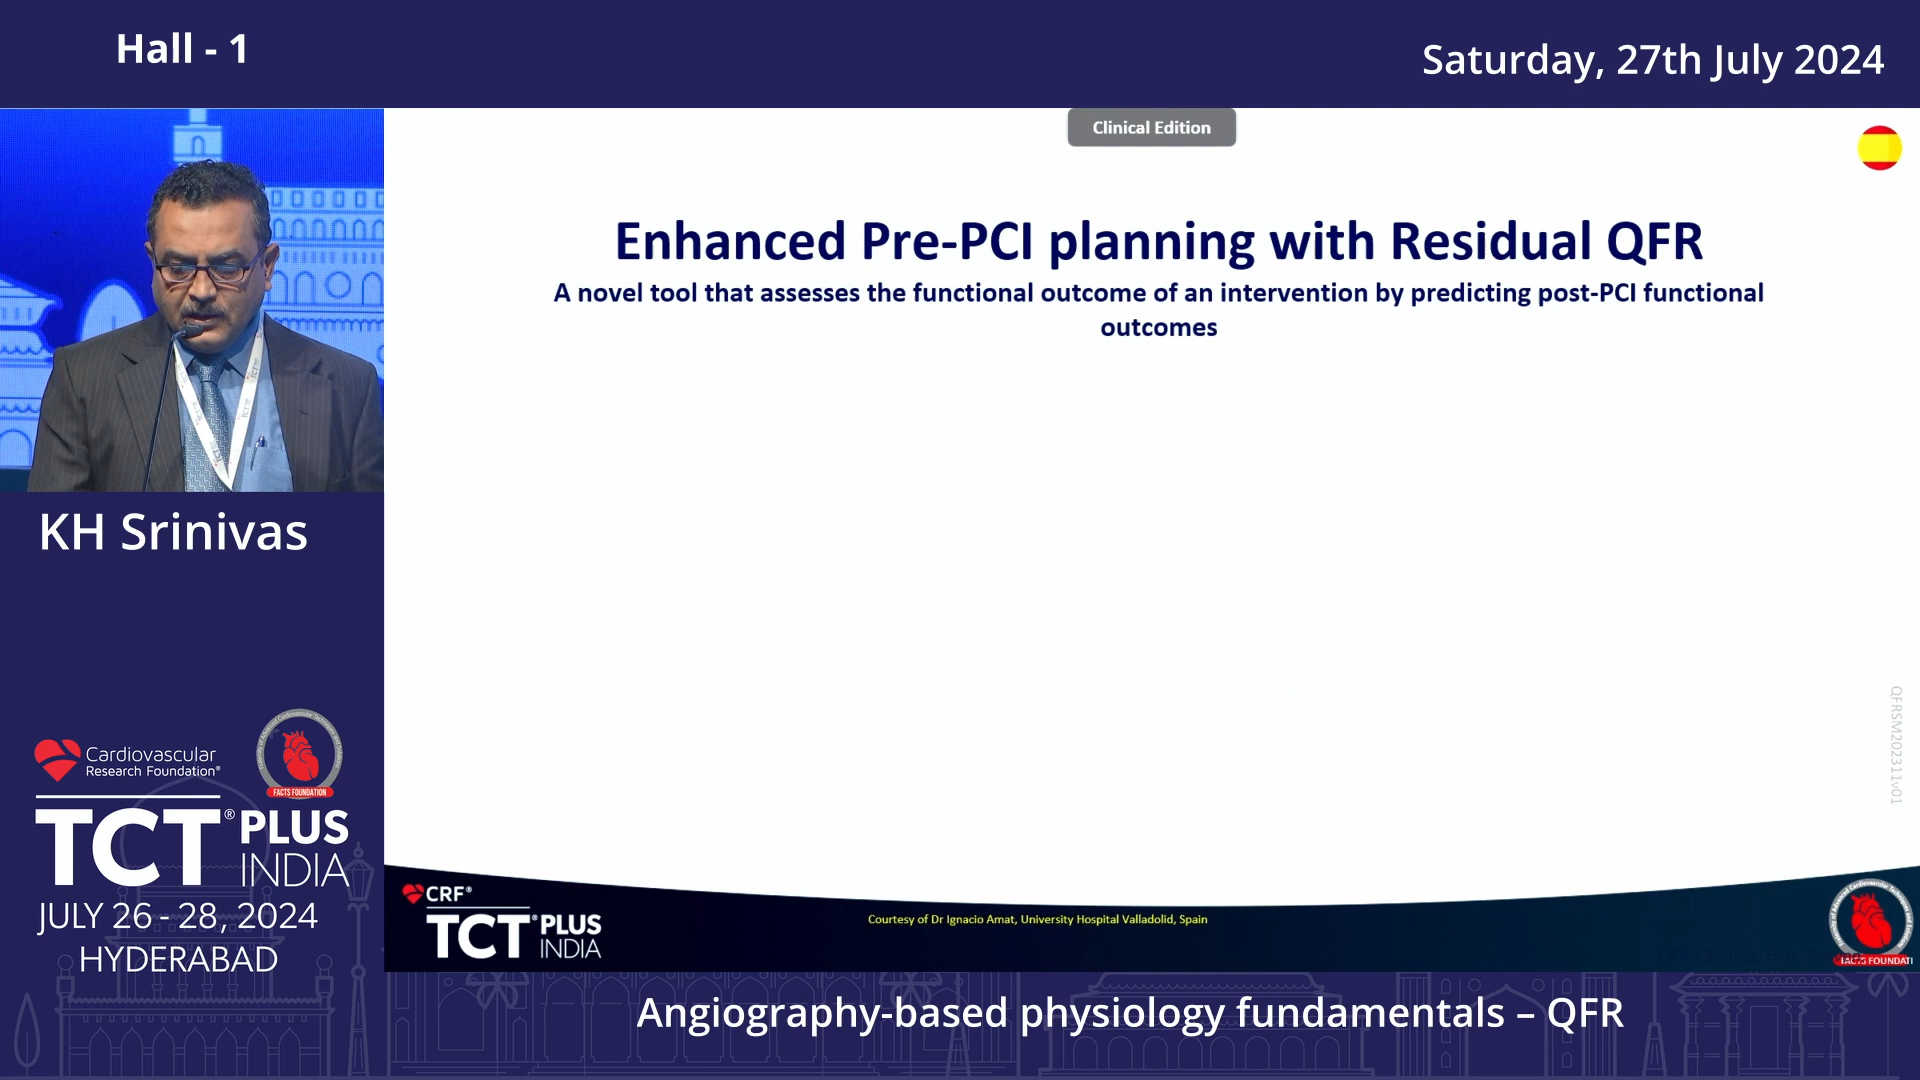 Hall - 1
Saturday, 27th July 2024
Clinical Edition
Enhanced Pre-PCI planning with Residual QFR
A novel tool that assesses the functional outcome of an intervention by predicting post-PCI functional
outcomes
KH Srinivas
QFRSM202311v01
Cardiovascular
Research Foundation®
FACTS FOUNDATION
TCT® PLUS
INDIA
JULY 26 - 28, 2024
HYDERABAD
CRF®
TCT® PLUS
INDIA
Courtesy of Dr Ignacio Amat, University Hospital Valladolid, Spain
FACTS FOUNDATI
Angiography-based physiology fundamentals – QFR